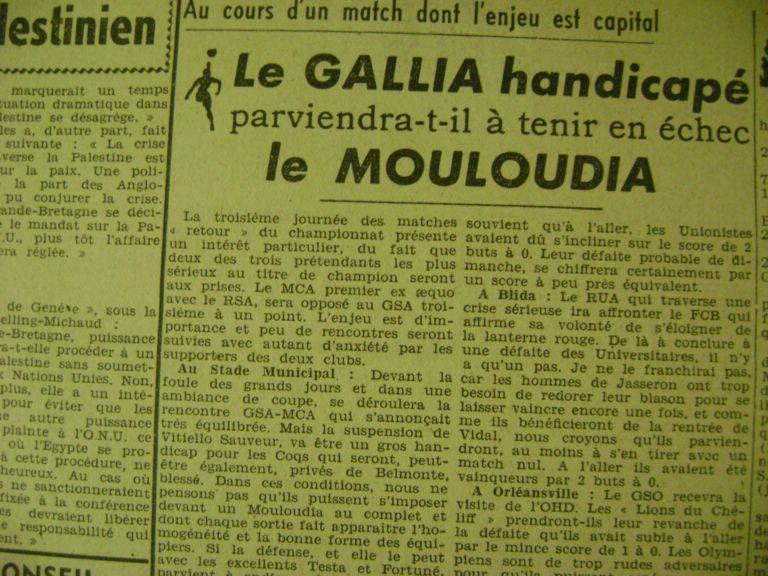 lestinien
marquerait un temps
tuation dramatique dans
lestine se désagrége. »
les a, d'autre part, fait
suivante : « La crise
verse la Palestine est
ur la paix. Une poli-
la part des Anglo-
pu conjurer la crise.
ande-Bretagne se déci-
le mandat sur la Pa-
N.U., plus tôt l'affaire
era réglée. »
de Genève », sous la
elling-Michaud :
e-Bretagne, puissance
ra-t-elle procéder à un
alestine sans soumet-
x Nations Unies. Non,
plus, elle a un inté-
pour éviter que les
ne autre puissance
plainte à l'O.N.U. ce
où l'Egypte se pro-
à cette procédure, ne
heureux. Au cas où
s ne sanctionneraient
fixée à la conférence
es devraient libérer
e responsabilité qui
ent. »
ONSEIL
Au cours d'un match dont l'enjeu est capital
Le GALLIA handicapé
parviendra-t-il à tenir en échec
le MOULOUDIA
La troisième journée des matches
« retour » du championnat présente
un intérêt particulier, du fait que
deux des trois prétendants les plus
sérieux au titre de champion seront
aux prises. Le MCA premier ex æquo
avec le RSA, sera opposé au GSA troi-
sième à un point. L'enjeu est d'im-
portance et peu de rencontres seront
suivies avec autant d'anxiété par les
supporters des deux clubs.
Au Stade Municipal : Devant la
foule des grands jours et dans une
ambiance de coupe, se déroulera la
rencontre GSA-MCA qui s'annonçait
très équilibrée. Mais la suspension de
Vitiello Sauveur, va être un gros han-
dicap pour les Coqs qui seront, peut-
être également, privés de Belmonte,
blessé. Dans ces conditions, nous ne
pensons pas qu'ils puissent s'imposer
devant un Mouloudia au complet et
dont chaque sortie fait apparaître l'ho-
mogénéité et la bonne forme des équi-
piers. Si la défense, et elle le peut
avec les excellents Testa et Fortuné,
souvient qu'à l'aller, les Unionistes
avaient dû s'incliner sur le score de 2
buts à 0. Leur défaite probable de di-
manche, se chiffrera certainement par
un score à peu près équivalent.
A Blida : Le RUA qui traverse une
crise sérieuse ira affronter le FCB qui
affirme sa volonté de s'éloigner de
la lanterne rouge. De là à conclure à
une défaite des Universitaires, il n'y
a qu'un pas. Je ne le franchirai pas,
car les hommes de Jasseron ont trop
besoin de redorer leur blason pour se
laisser vaincre encore une fois, et com-
me ils bénéficieront de la rentrée de
Vidal, nous croyons qu'ils parvien-
dront, au moins à s'en tirer avec un
match nul. A l'aller ils avaient été
vainqueurs par 2 buts à 0.
A Orléansville : Le GSO recevra la
visite de l'OHD. Les « Lions du Ché-
liff » prendront-ils leur revanche de
la défaite qu'ils avait subie à l'aller
par le mince score de 1 à 0. Les Olym-
piens sont de trop rudes adversaires